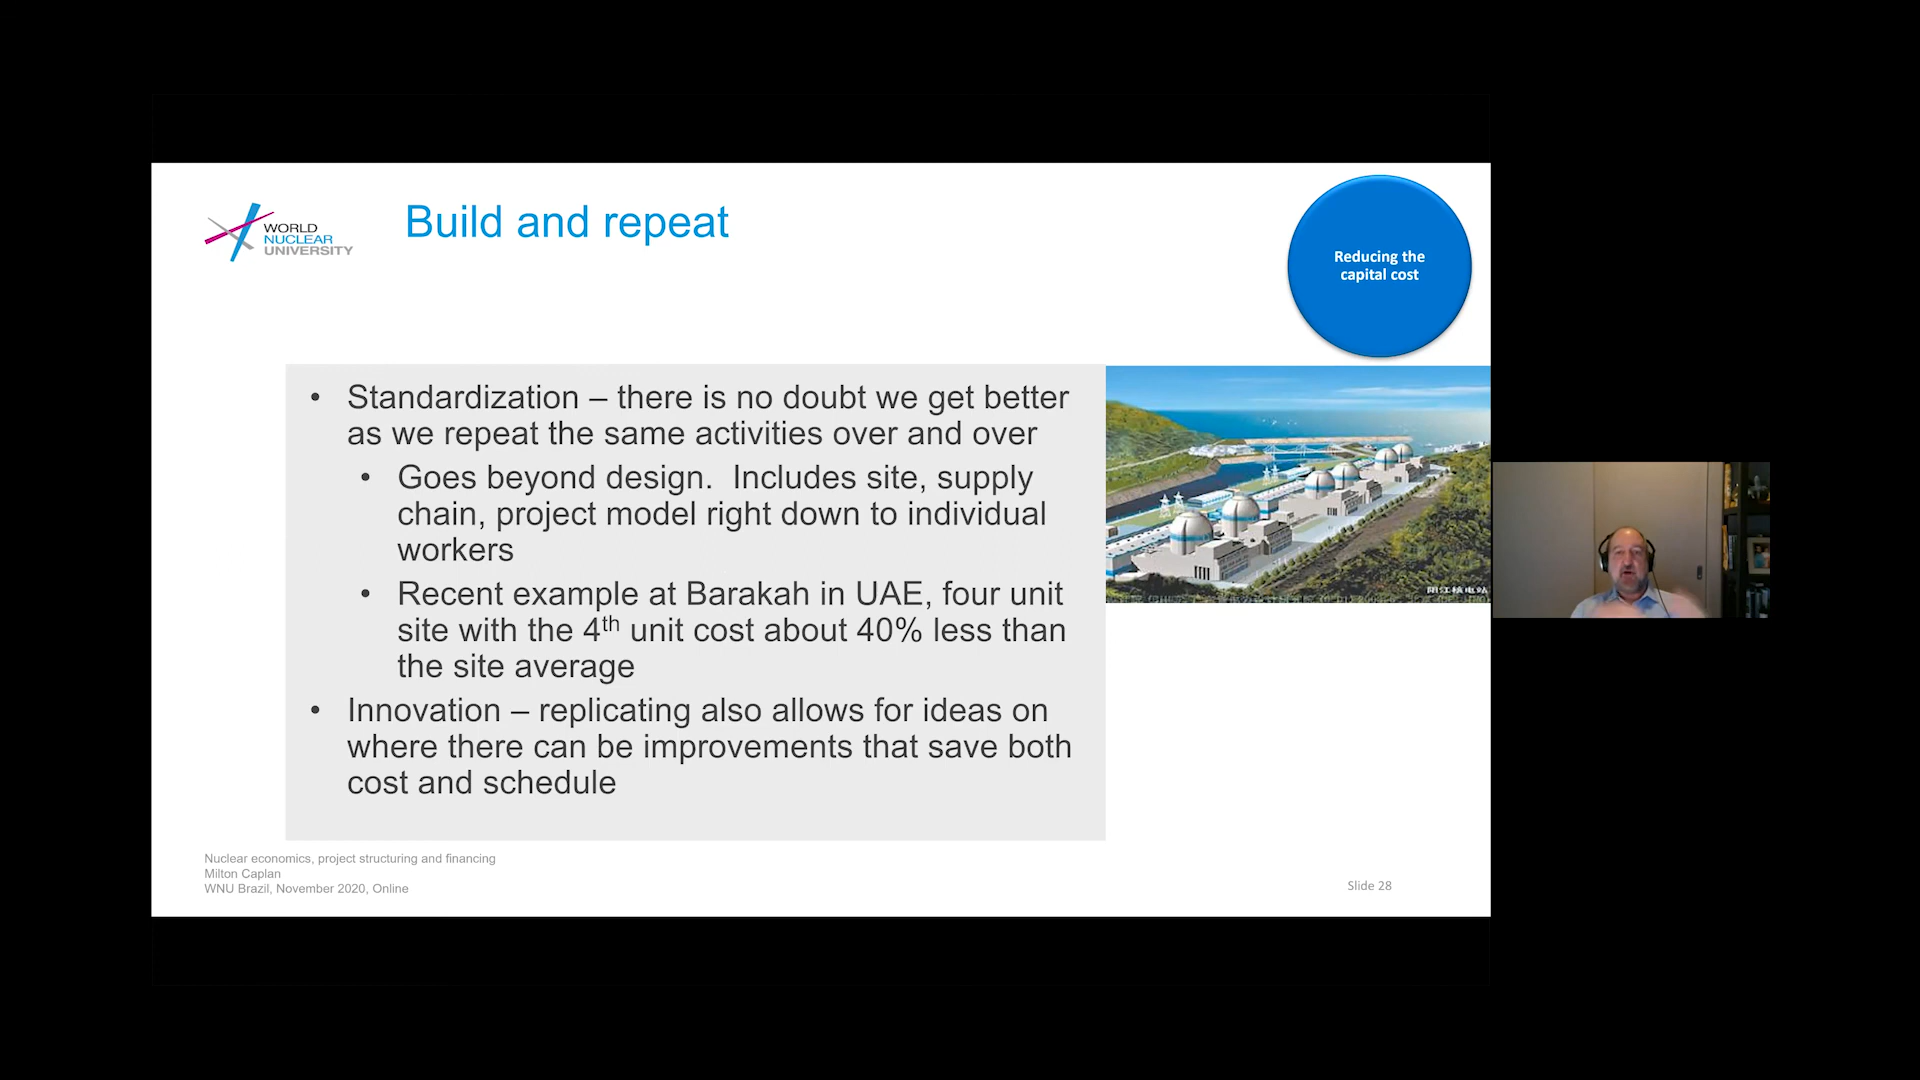 WORLD
NUCLEAR
UNIVERSITY
Build and repeat
Reducing the
capital cost
• Standardization – there is no doubt we get better
as we repeat the same activities over and over
• Goes beyond design.  Includes site, supply
chain, project model right down to individual
workers
• Recent example at Barakah in UAE, four unit
site with the 4th unit cost about 40% less than
the site average
• Innovation – replicating also allows for ideas on
where there can be improvements that save both
cost and schedule
阳江核电站
Nuclear economics, project structuring and financing
Milton Caplan
WNU Brazil, November 2020, Online
Slide 28